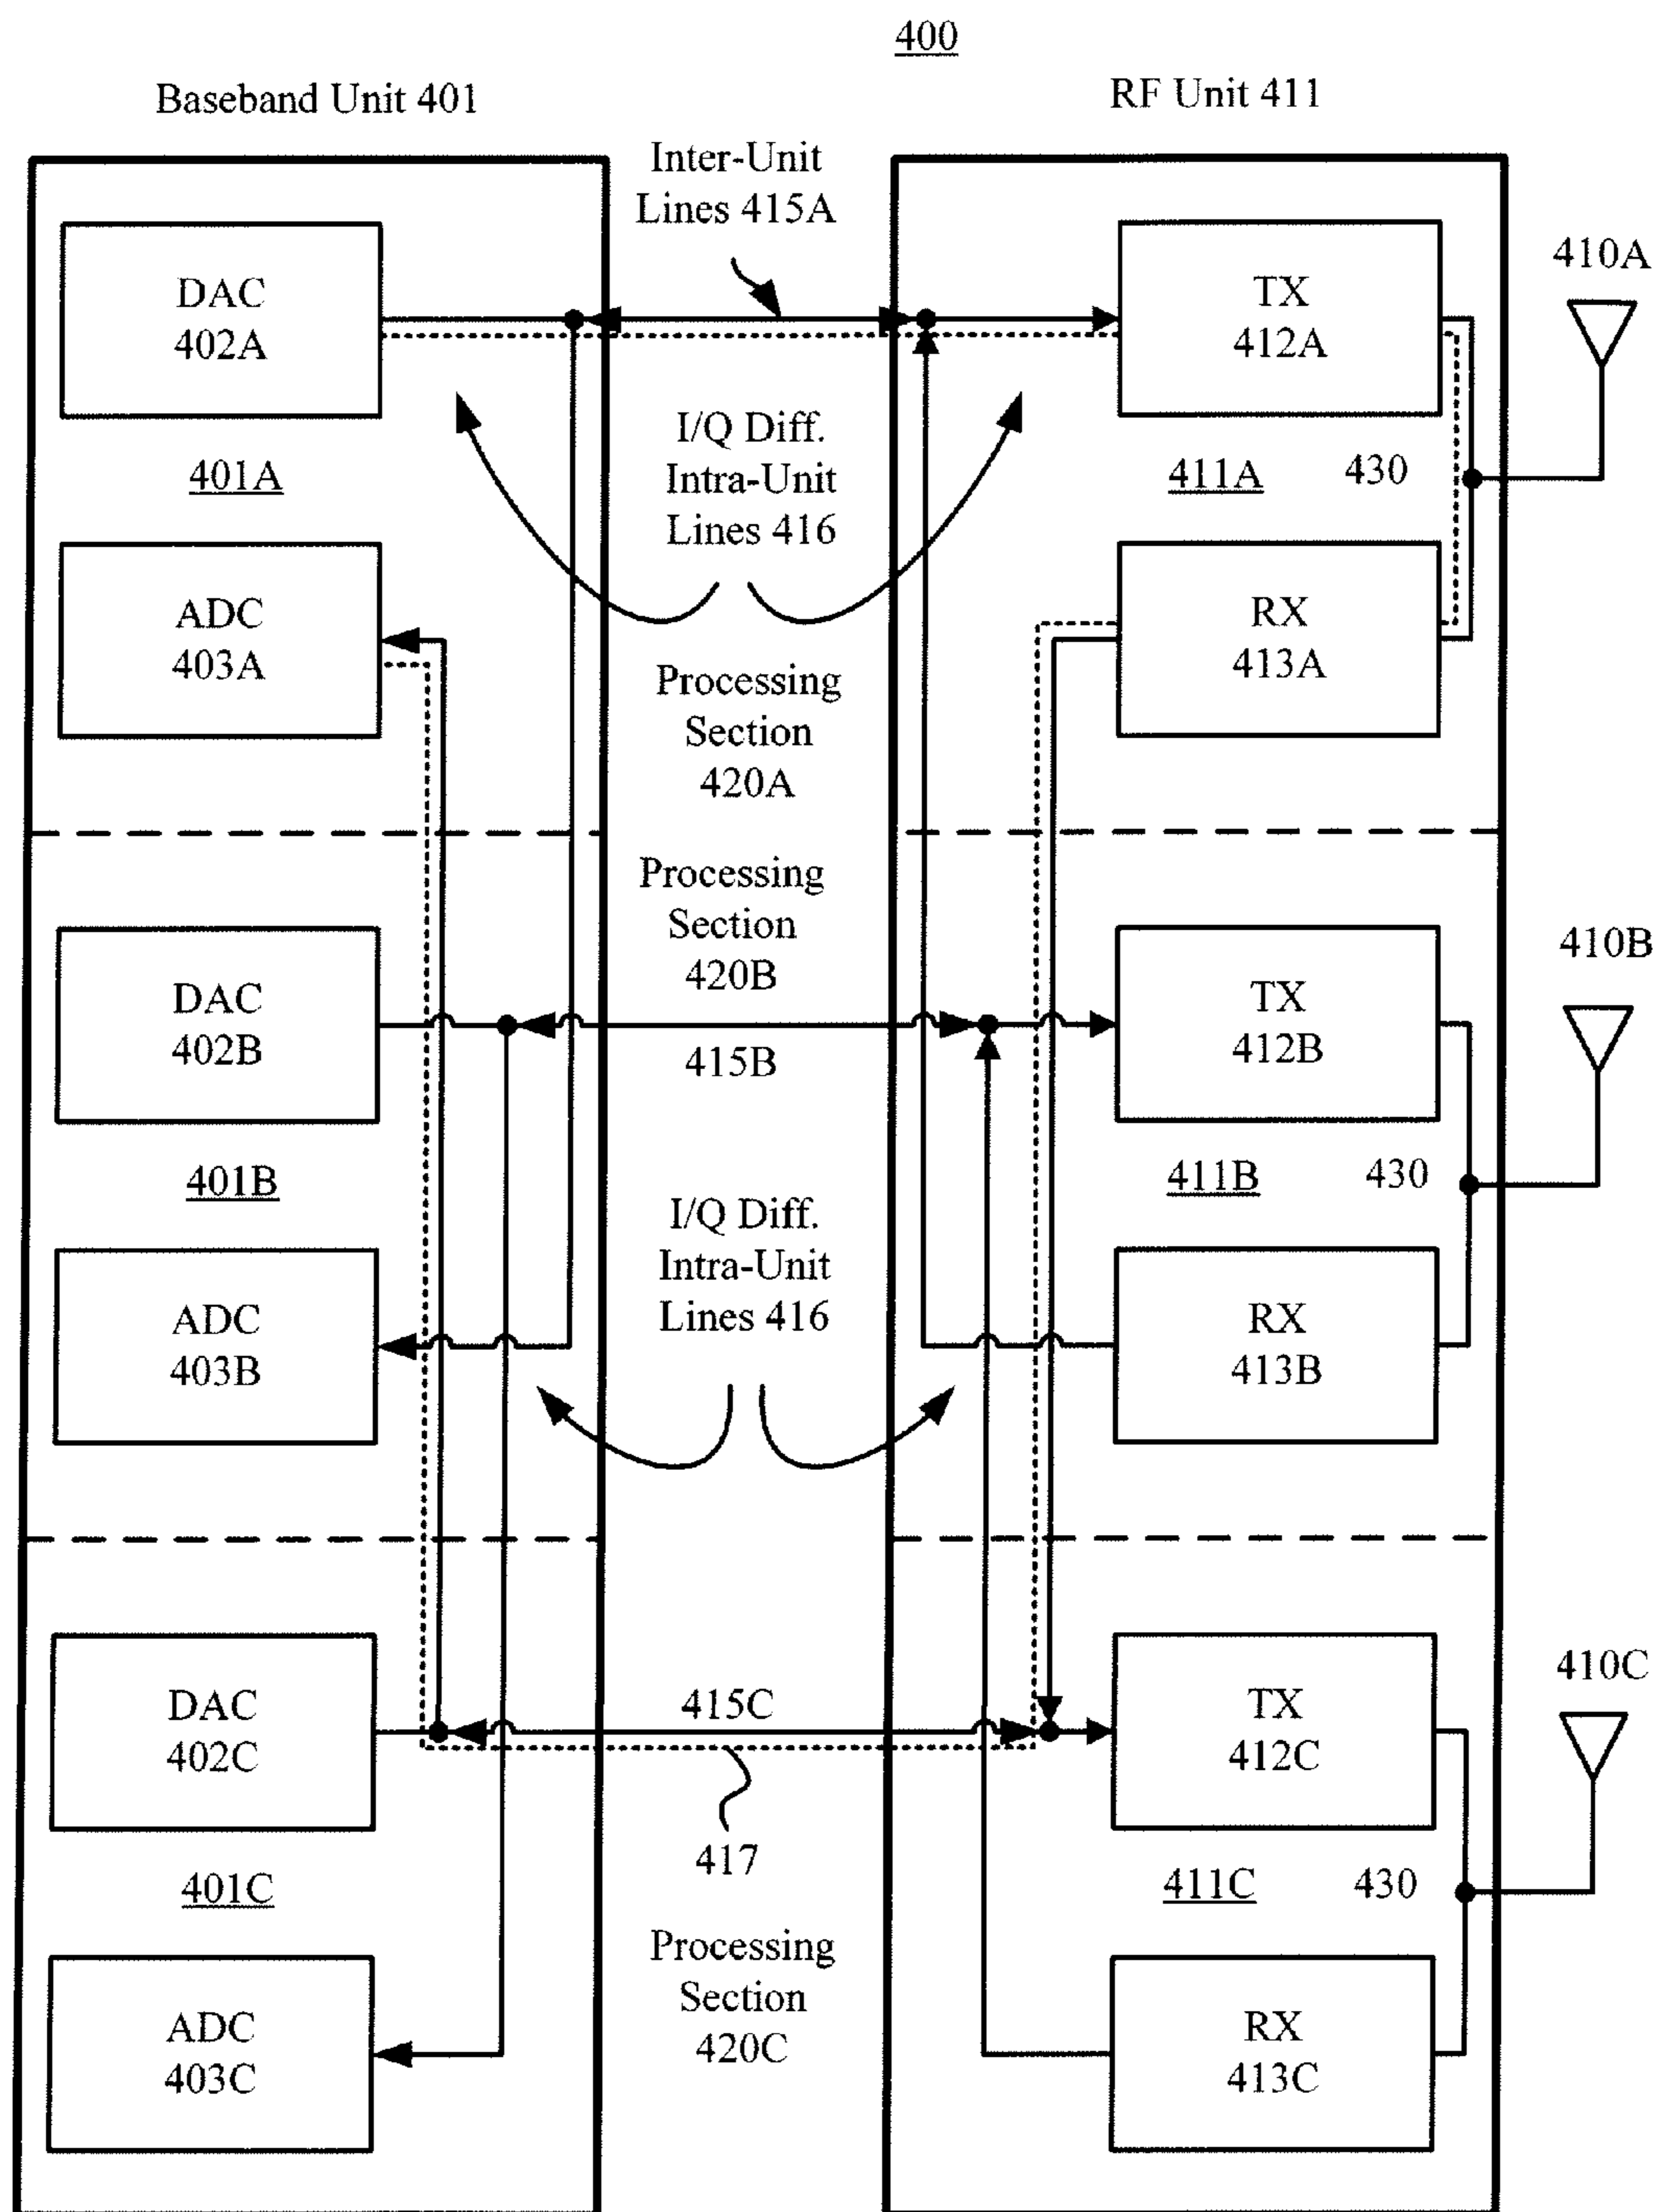 400
Baseband Unit 401
RF Unit 411
Inter-Unit
Lines 415A
DAC
402A
TX
412A
410A
I/Q Diff.
Intra-Unit
Lines 416
401A
411A
430
ADC
403A
RX
413A
Processing
Section
420A
Processing
Section
420B
DAC
402B
415B
TX
412B
410B
401B
411B
430
I/Q Diff.
Intra-Unit
Lines 416
ADC
403B
RX
413B
DAC
402C
415C
TX
412C
410C
417
401C
411C
430
Processing
Section
420C
ADC
403C
RX
413C